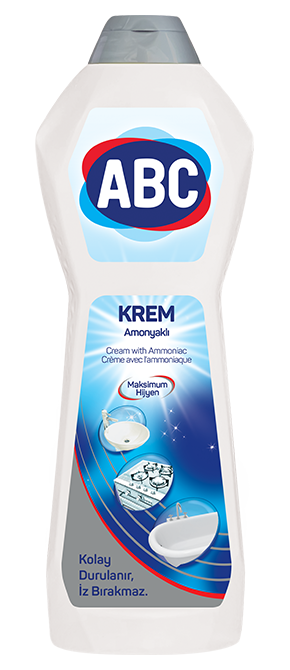 ABC
KREM
Amonyaklı
Cream with Ammoniac
Crème avec l'ammoniaque
Maksimum
Hijyen
Kolay
Durulanır,
İz Bırakmaz.